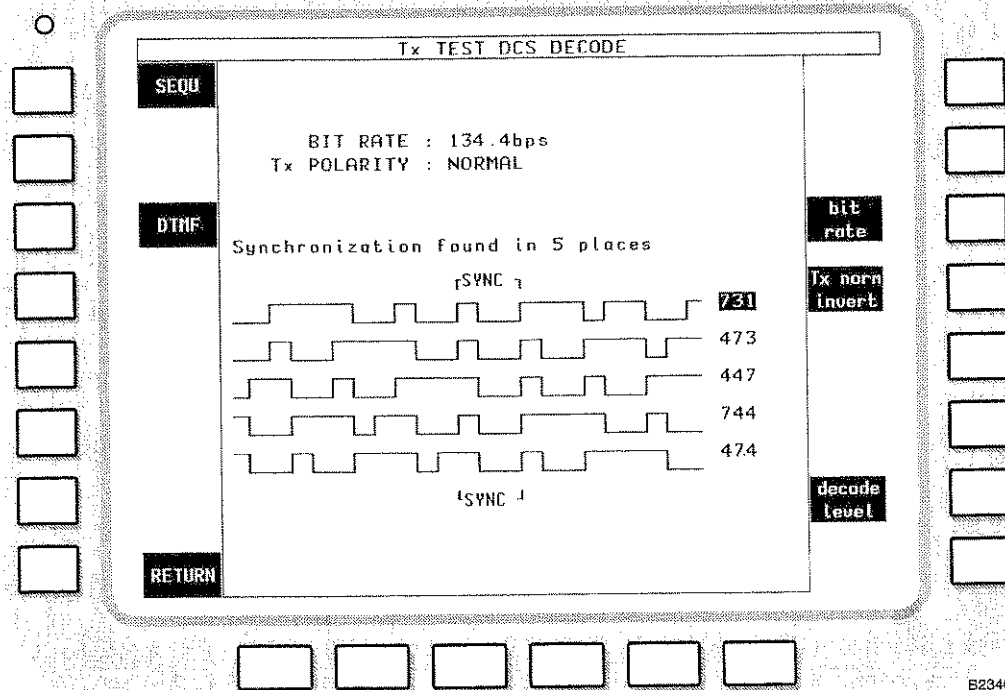 Tx TEST DCS DECODE
SEQU
BIT RATE : 134.4bps
Tx POLARITY : NORMAL
DTMF
bit
rate
Synchronization found in 5 places
SYNC
Tx norm
invert
731
473
447
744
474
SYNC
decode
level
RETURN